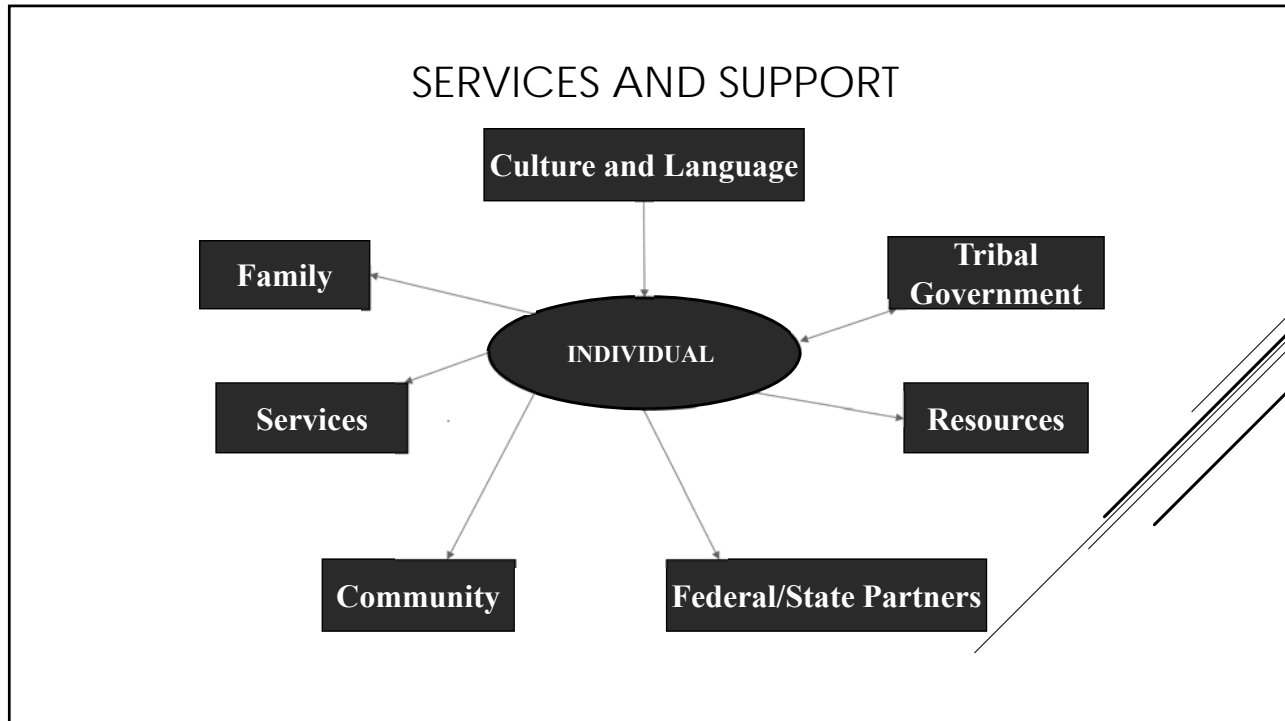 SERVICES AND SUPPORT
Culture and Language
Family
Tribal
Government
INDIVIDUAL
Services
Resources
Community
Federal/State Partners